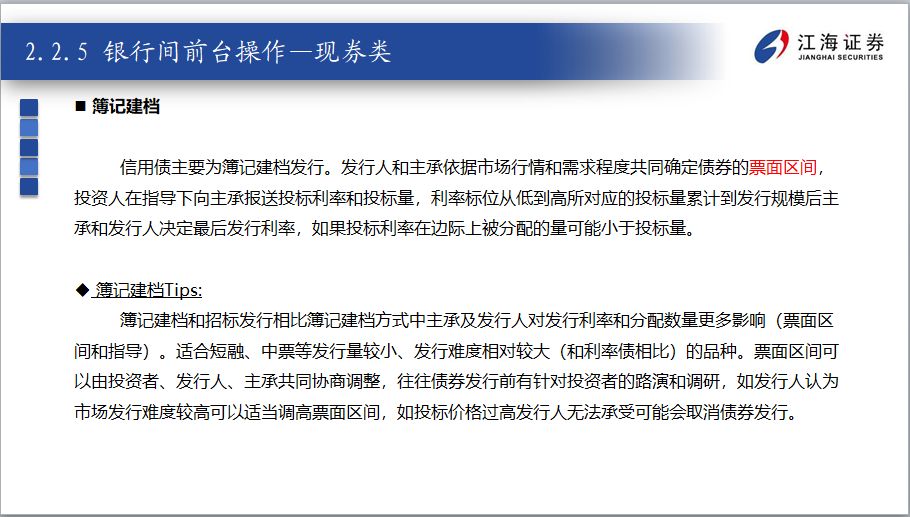 2.2.5 银行间前台操作—现券类
江海证券
JIANGHAI SECURITIES
■ 簿记建档
信用债主要为簿记建档发行。发行人和主承依据市场行情和需求程度共同确定债券的票面区间，
投资人在指导下向主承报送投标利率和投标量，利率标位从低到高所对应的投标量累计到发行规模后主
承和发行人决定最后发行利率，如果投标利率在边际上被分配的量可能小于投标量。
◆ 簿记建档Tips:
簿记建档和招标发行相比簿记建档方式中主承及发行人对发行利率和分配数量更多影响（票面区
间和指导）。适合短融、中票等发行量较小、发行难度相对较大（和利率债相比）的品种。票面区间可
以由投资者、发行人、主承共同协商调整，往往债券发行前有针对投资者的路演和调研，如发行人认为
市场发行难度较高可以适当调高票面区间，如投标价格过高发行人无法承受可能会取消债券发行。